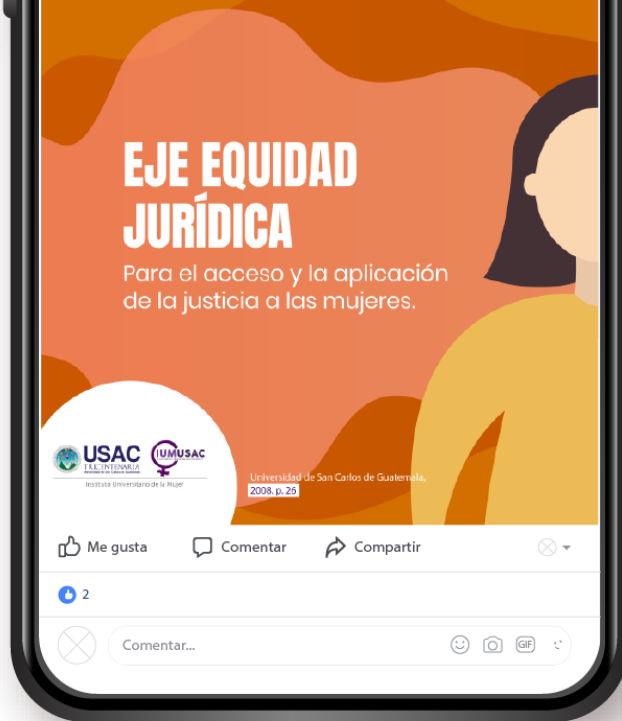 EJE EQUIDAD
JURÍDICA
Para el acceso y la aplicación
de la justicia a las mujeres.
USAC
TRICENTENARIA
IUMUSAC
Instituto Universitario de la Mujer
Universidad de San Carlos de Guatemala,
2008. p. 26
Me gusta Comentar Compartir
2
Comentar...
GIF